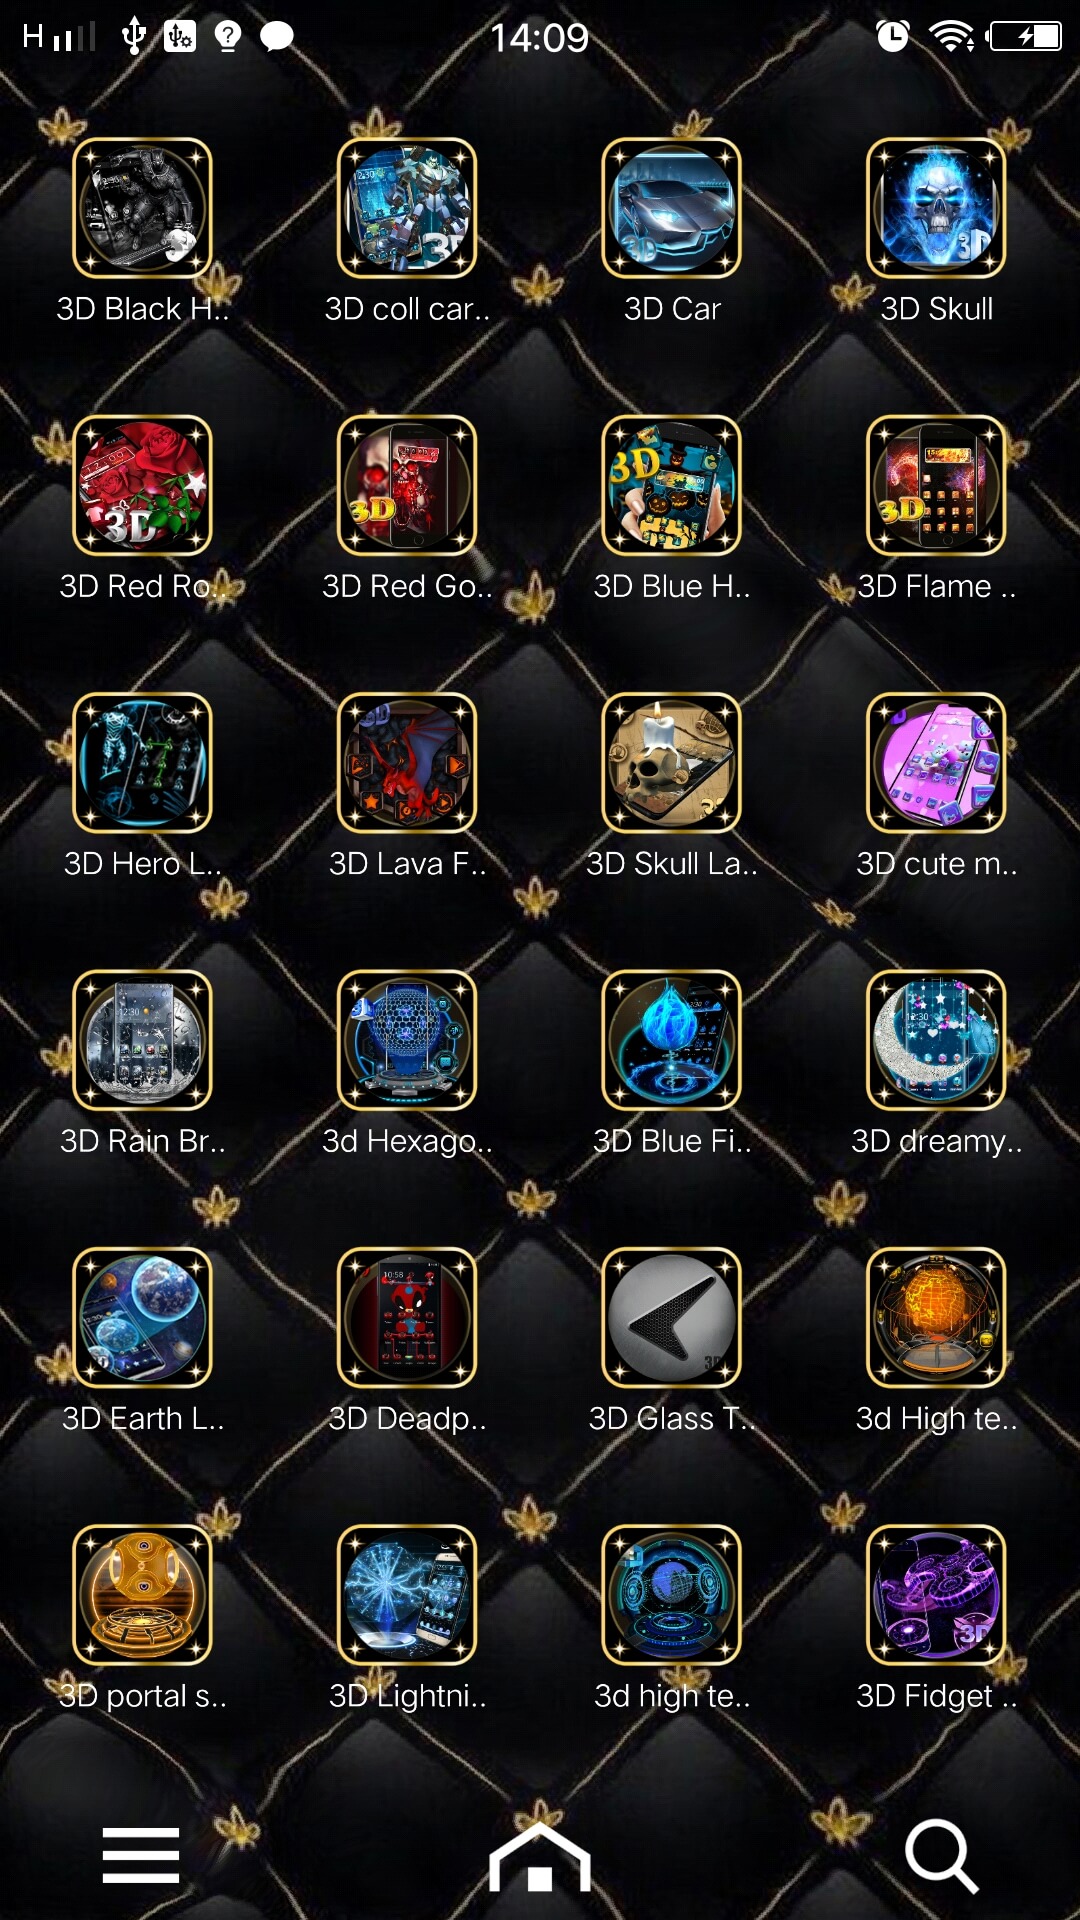 H 14:09
3D Black H.. 3D coll car.. 3D Car 3D Skull
3D Red Ro.. 3D Red Go.. 3D Blue H.. 3D Flame ..
3D Hero L.. 3D Lava F.. 3D Skull La.. 3D cute m..
3D Rain Br.. 3d Hexago.. 3D Blue Fi.. 3D dreamy..
3D Earth L.. 3D Deadp.. 3D Glass T.. 3d High te..
3D portal s.. 3D Lightni.. 3d high te.. 3D Fidget ..